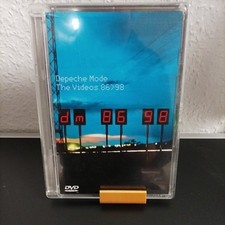 Depeche Mode
The Videos 86>98
dm 86 98
DVD